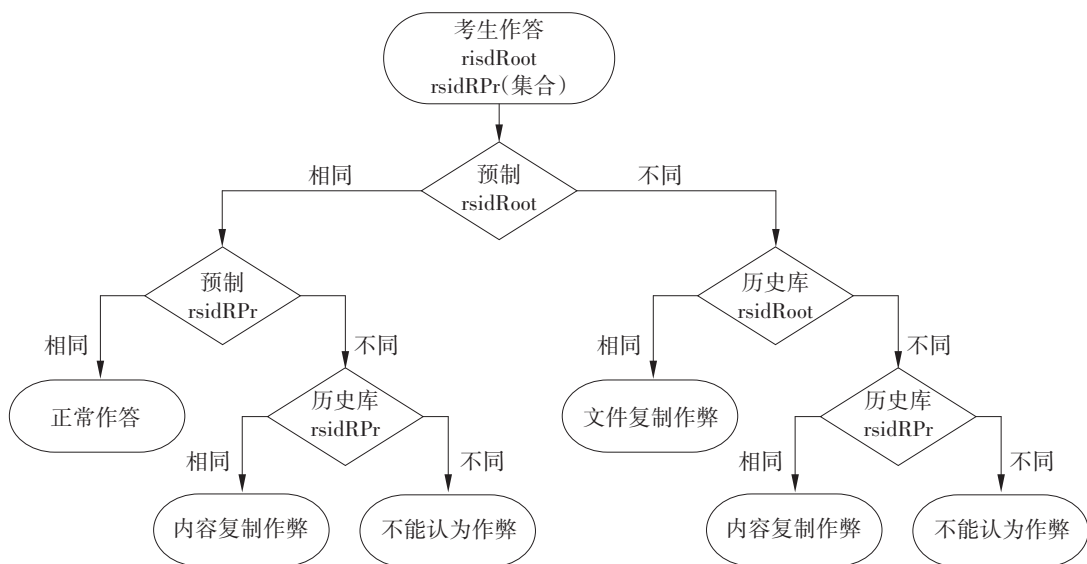 考生作答
risdRoot
rsidRPr(集合)
相同
预制
rsidRoot
不同
预制
rsidRPr
历史库
rsidRoot
相同
不同
相同
不同
正常作答
历史库
rsidRPr
文件复制作弊
历史库
rsidRPr
相同
不同
相同
不同
内容复制作弊
不能认为作弊
内容复制作弊
不能认为作弊